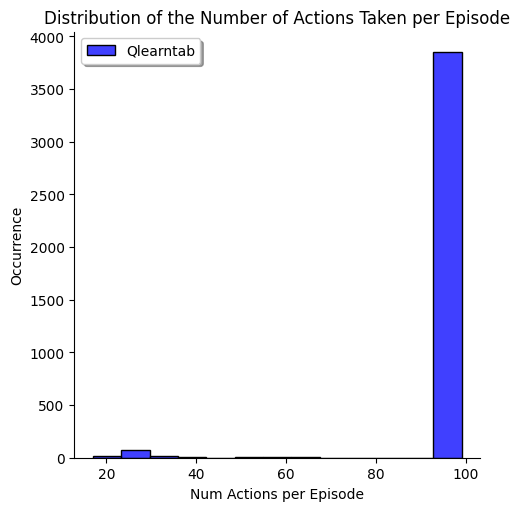 Distribution of the Number of Actions Taken per Episode
Qlearntab
4000
3500
3000
2500
2000
1500
1000
500
0
Occurrence
20 40 60 80 100
Num Actions per Episode